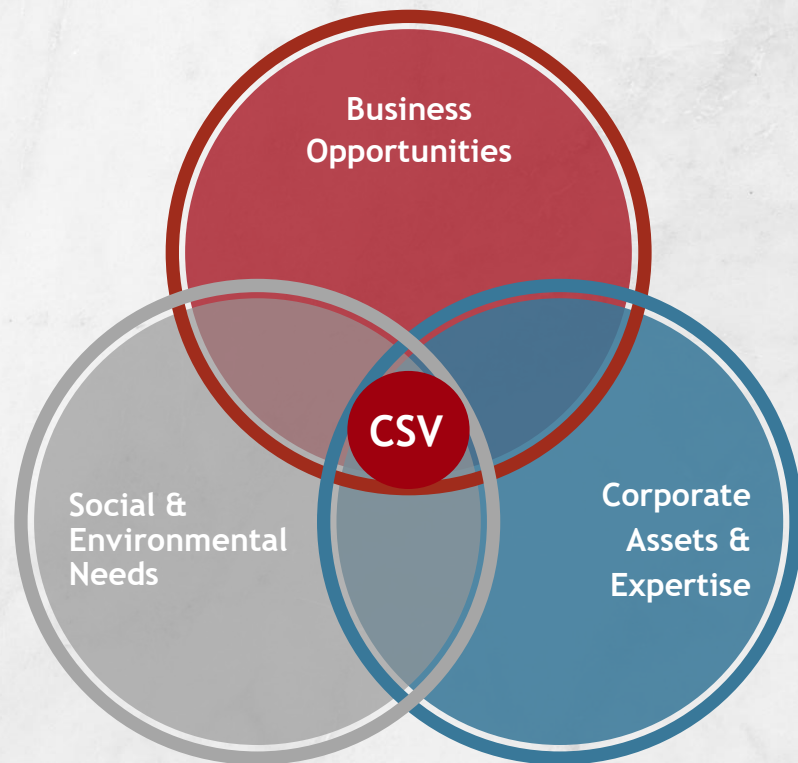 Business
Opportunities
CSV
Social &
Environmental
Needs
Corporate
Assets &
Expertise